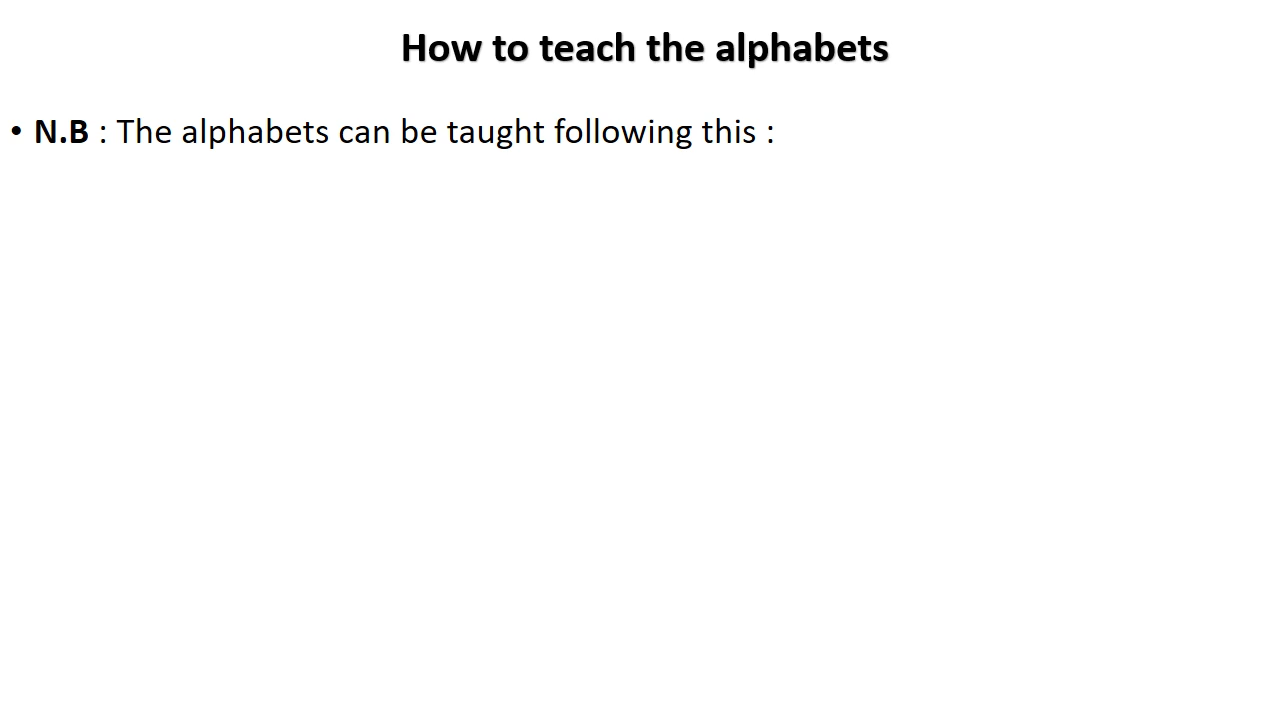 How to teach the alphabets
• N.B : The alphabets can be taught following this :